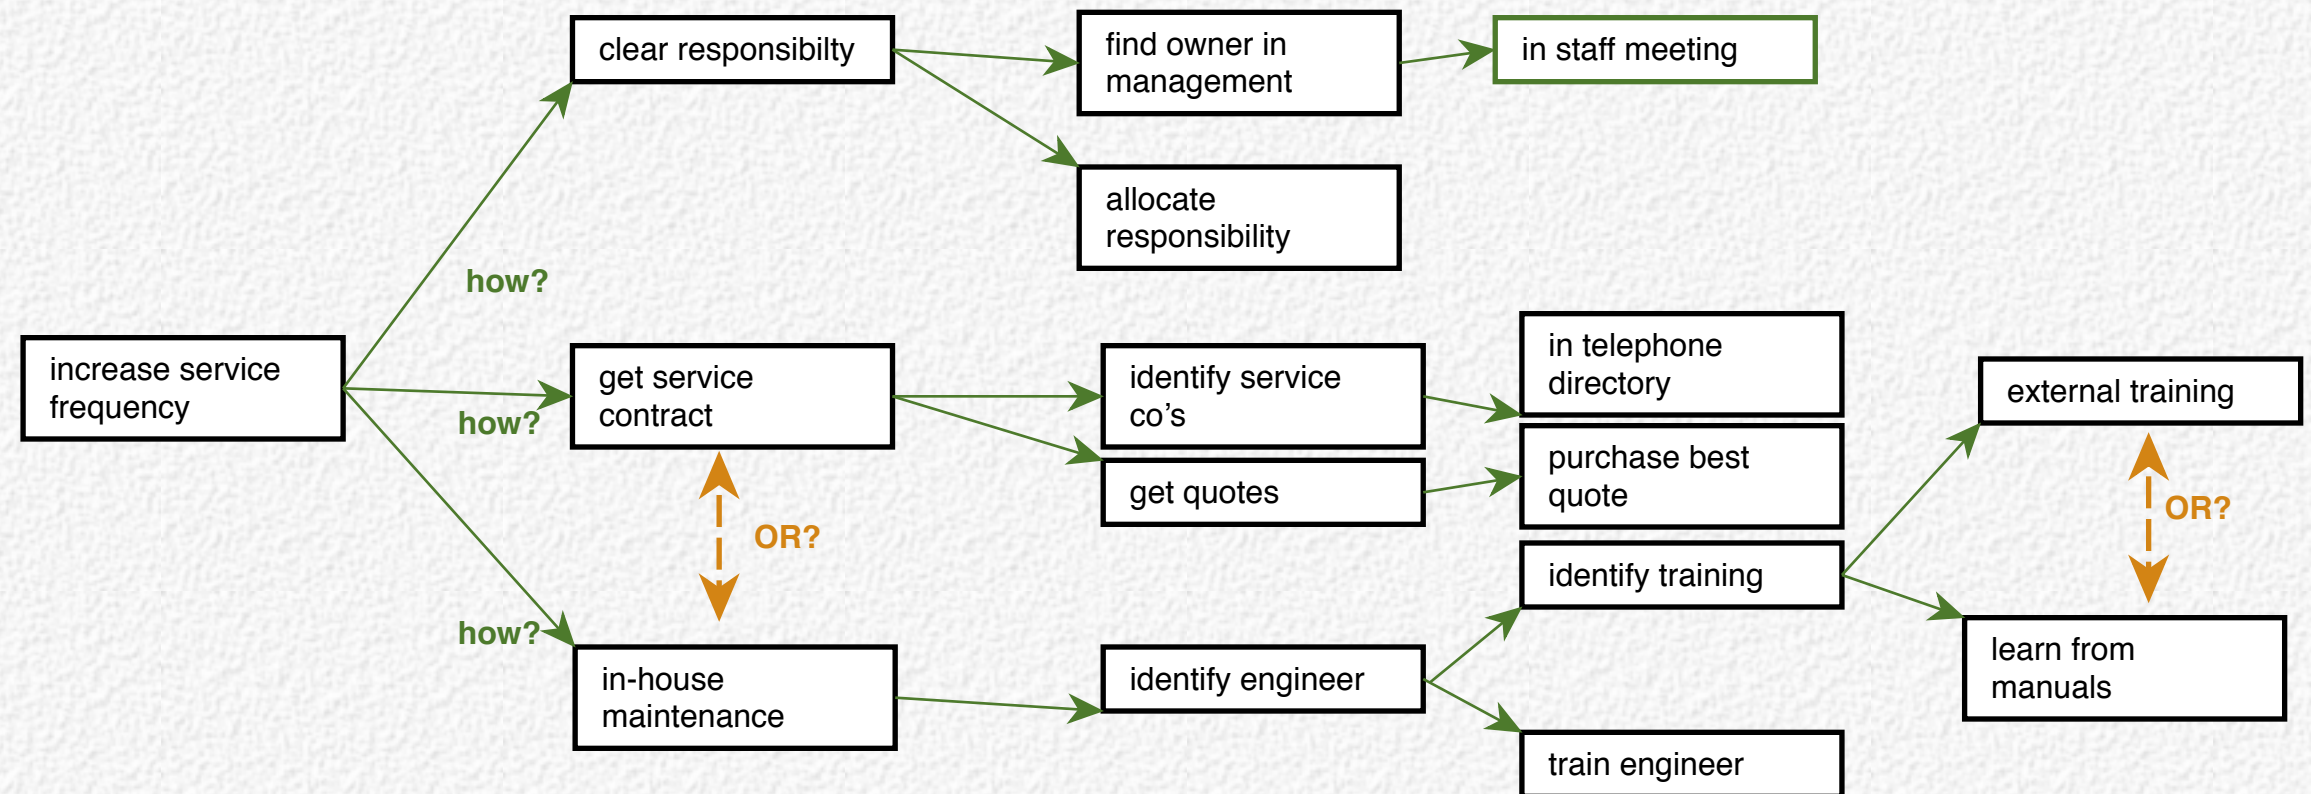 clear responsibilty
find owner in
management
in staff meeting
allocate
responsibility
how?
increase service
frequency
get service
contract
how?
identify service
co’s
in telephone
directory
external training
get quotes
purchase best
quote
OR?
OR?
identify training
how?
in-house
maintenance
identify engineer
learn from
manuals
train engineer